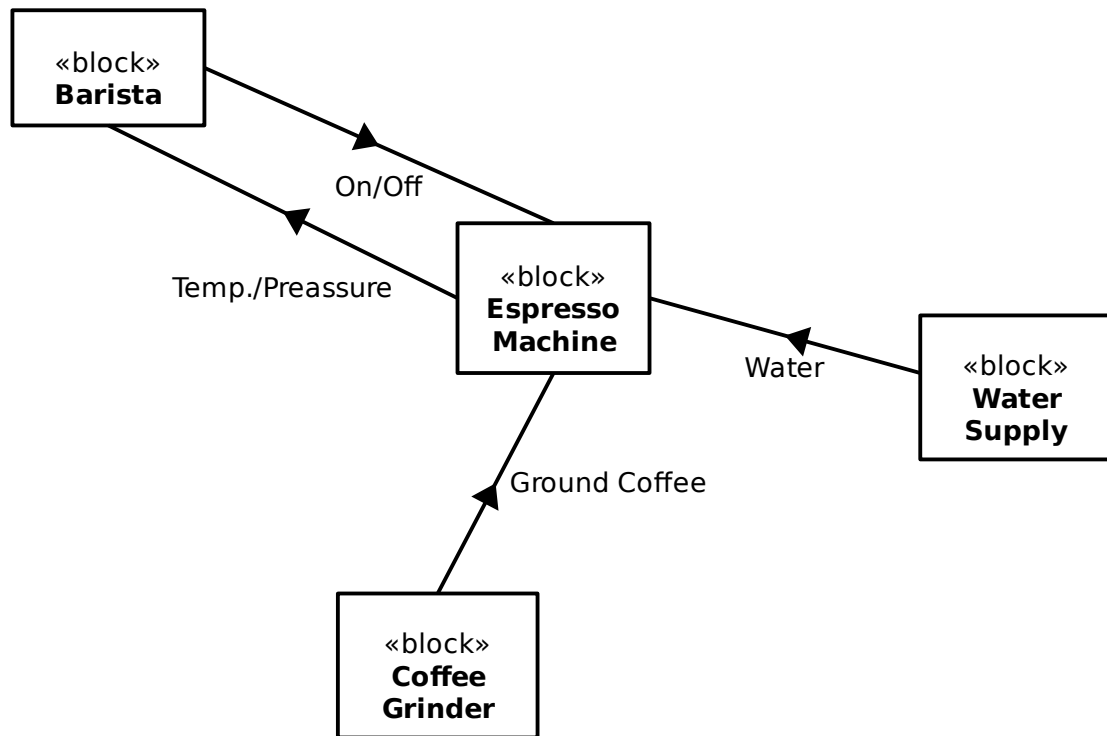 «block»
Barista
On/Off
Temp./Preassure
«block»
Espresso
Machine
Water
«block»
Water
Supply
Ground Coffee
«block»
Coffee
Grinder